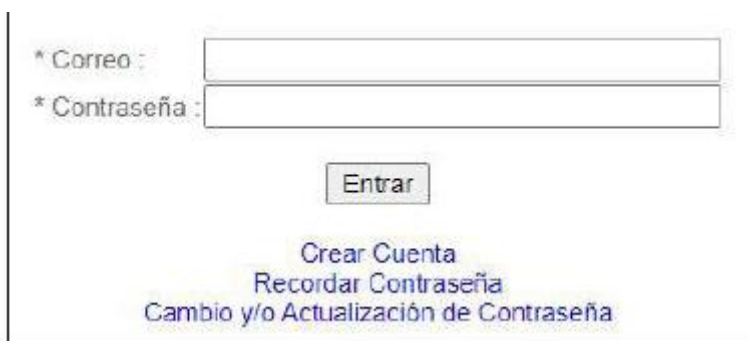 * Correo :
* Contraseña :
Entrar
Crear Cuenta
Recordar Contraseña
Cambio y/o Actualización de Contraseña